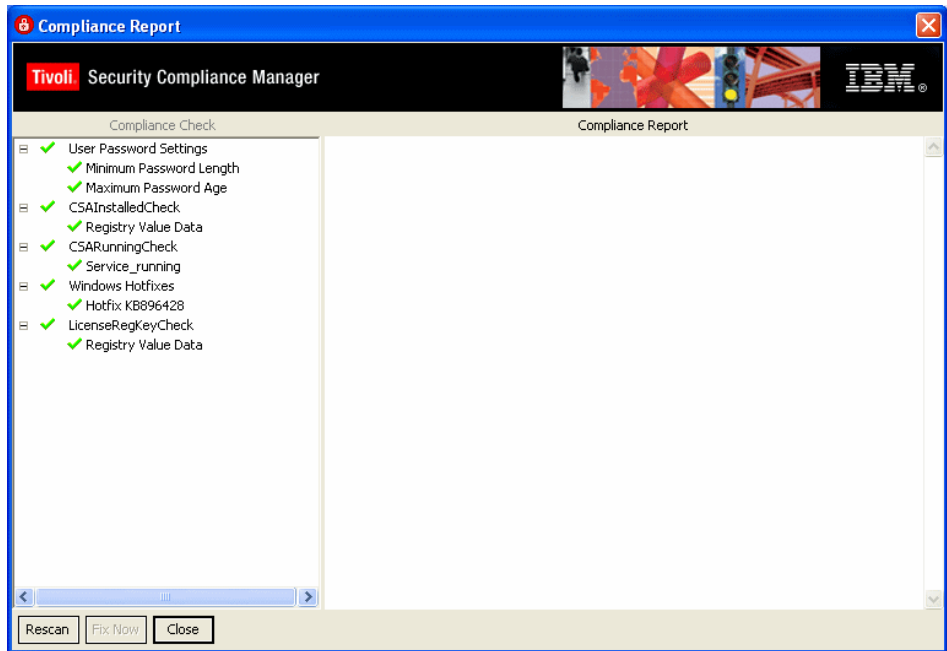 Compliance Report
Tivoli. Security Compliance Manager
IBM®
Compliance Check
Compliance Report
User Password Settings
Minimum Password Length
Maximum Password Age
CSAInstalledCheck
Registry Value Data
CSARunningCheck
Service_running
Windows Hotfixes
Hotfix KB896428
LicenseRegKeyCheck
Registry Value Data
Rescan
Fix Now
Close